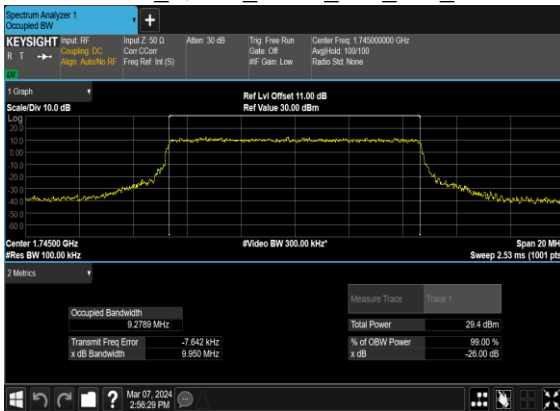 Spectrum Analyzer 1
Occupied BW
KEYSIGHT
R T
Input: RF
Coupling: DC
Align: Auto/No RF
Input Z: 50 Ω
Corr CCorr
Freq Ref: Int (S)
Atten: 30 dB
Trig: Free Run
Gate: Off
#IF Gain: Low
Center Freq: 1.745000000 GHz
Avg|Hold: 100/100
Radio Std: None
1 Graph
Scale/Div 10.0 dB
Ref Lvl Offset 11.00 dB
Ref Value 30.00 dBm
Log
20.0
10.0
0.00
-10.0
-20.0
-30.0
-40.0
-50.0
-60.0
Center 1.74500 GHz
#Res BW 100.00 kHz
#Video BW 300.00 kHz*
Span 20 MH
Sweep 2.53 ms (1001 pts
2 Metrics
Measure Trace Trace 1
Occupied Bandwidth
9.2789 MHz
Total Power 29.4 dBm
Transmit Freq Error -7.642 kHz
% of OBW Power 99.00 %
x dB Bandwidth 9.950 MHz
x dB -26.00 dB
Mar 07, 2024
2:56:29 PM